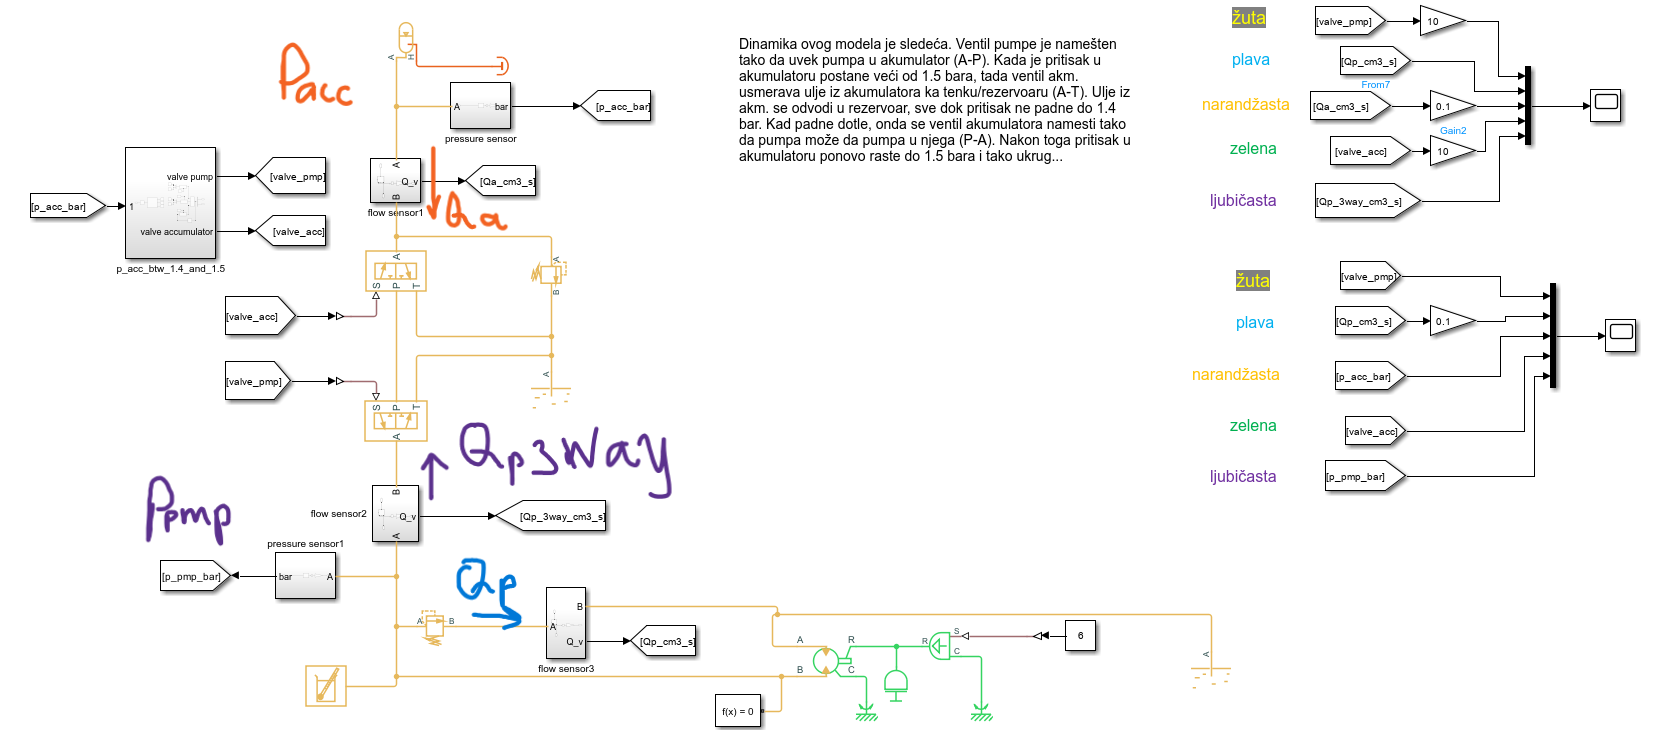 Pacc
A
H
A
bar
pressure sensor
[p_acc_bar]
Dinamika ovog modela je sledeća. Ventil pumpe je namešten
tako da uvek pumpa u akumulator (A-P). Kada je pritisak u
akumulatoru postane veći od 1.5 bara, tada ventil akm.
usmerava ulje iz akumulatora ka tenku/rezervoaru (A-T). Ulje iz
akm. se odvodi u rezervoar, sve dok pritisak ne padne do 1.4
bar. Kad padne dotle, onda se ventil akumulatora namesti tako
da pumpa može da pumpa u njega (P-A). Nakon toga pritisak u
akumulatoru ponovo raste do 1.5 bara i tako ukrug...
[p_acc_bar]
1
valve pump
valve accumulator
p_acc_btw_1.4_and_1.5
[valve_pmp]
[valve_acc]
A
Q_v
B
flow sensor1
[Qa_cm3_s]
Qa
A
S
P
T
A
B
[valve_acc]
[valve_pmp]
A
S
P
T
A
Qp3Way
B
Q_v
A
flow sensor2
[Qp_3way_cm3_s]
Ppmp
pressure sensor1
bar
A
[p_pmp_bar]
Qp
A
B
B
A
Q_v
flow sensor3
[Qp_cm3_s]
A
B
R
C
R
S
C
6
f(x) = 0
A
žuta
[valve_pmp]
10
plava
[Qp_cm3_s]
From7
narandžasta
[Qa_cm3_s]
0.1
Gain2
zelena
[valve_acc]
10
ljubičasta
[Qp_3way_cm3_s]
žuta
[valve_pmp]
plava
[Qp_cm3_s]
0.1
narandžasta
[p_acc_bar]
zelena
[valve_acc]
ljubičasta
[p_pmp_bar]